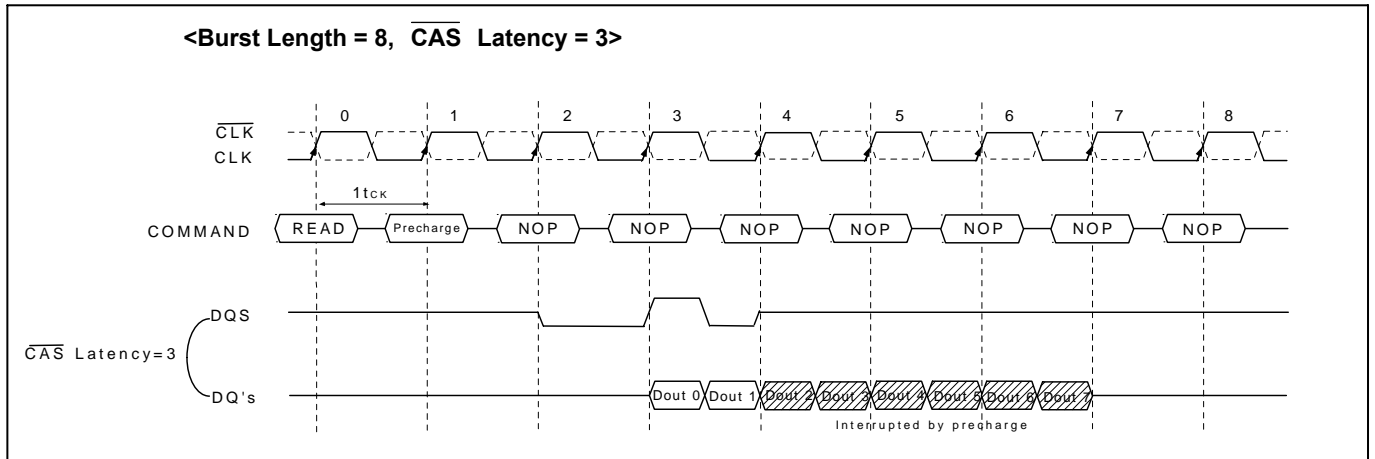 <Burst Length = 8, CAS Latency = 3>
0 1 2 3 4 5 6 7 8
CLK
CLK
1tCK
COMMAND READ Precharge NOP NOP NOP NOP NOP NOP NOP
DQS
CAS Latency=3
DQ's Dout 0 Dout 1 Dout 2 Dout 3 Dout 4 Dout 5 Dout 6 Dout 7
Interrupted by precharge